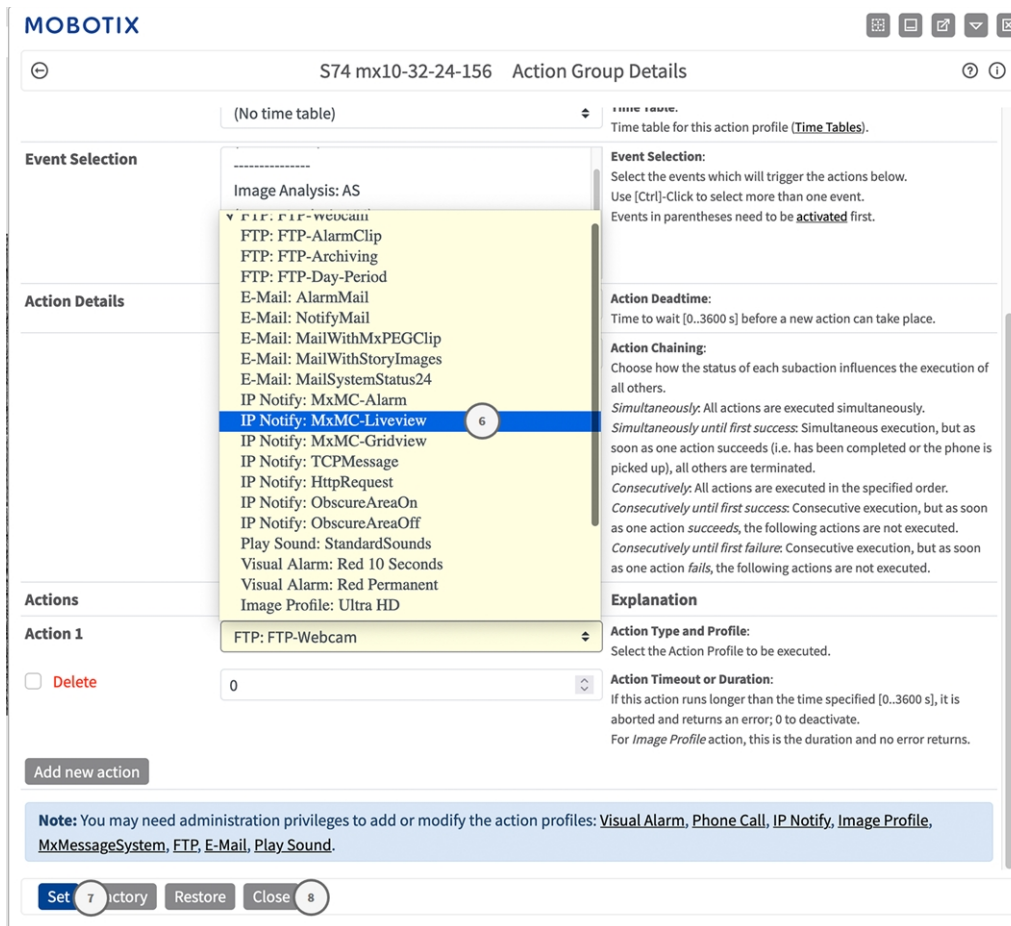 MOBOTIX
S74 mx10-32-24-156 Action Group Details
(No time table)
Time Table:
Time table for this action profile (Time Tables).
Event Selection
---------------
Image Analysis: AS
Event Selection:
Select the events which will trigger the actions below.
Use [Ctrl]-Click to select more than one event.
Events in parentheses need to be activated first.
FTP: FTP-Webcam
FTP: FTP-AlarmClip
FTP: FTP-Archiving
FTP: FTP-Day-Period
E-Mail: AlarmMail
E-Mail: NotifyMail
E-Mail: MailWithMxPEGClip
E-Mail: MailWithStoryImages
E-Mail: MailSystemStatus24
IP Notify: MxMC-Alarm
IP Notify: MxMC-Liveview 6
IP Notify: MxMC-Gridview
IP Notify: TCPMessage
IP Notify: HttpRequest
IP Notify: ObscureAreaOn
IP Notify: ObscureAreaOff
Play Sound: StandardSounds
Visual Alarm: Red 10 Seconds
Visual Alarm: Red Permanent
Image Profile: Ultra HD
Action Details
Action Deadtime:
Time to wait [0..3600 s] before a new action can take place.
Action Chaining:
Choose how the status of each subaction influences the execution of
all others.
Simultaneously: All actions are executed simultaneously.
Simultaneously until first success: Simultaneous execution, but as
soon as one action succeeds (i.e. has been completed or the phone is
picked up), all others are terminated.
Consecutively: All actions are executed in the specified order.
Consecutively until first success: Consecutive execution, but as soon
as one action succeeds, the following actions are not executed.
Consecutively until first failure: Consecutive execution, but as soon
as one action fails, the following actions are not executed.
Actions
Explanation
Action 1
FTP: FTP-Webcam
Action Type and Profile:
Select the Action Profile to be executed.
Delete
0
Action Timeout or Duration:
If this action runs longer than the time specified [0..3600 s], it is
aborted and returns an error; 0 to deactivate.
For Image Profile action, this is the duration and no error returns.
Add new action
Note: You may need administration privileges to add or modify the action profiles: Visual Alarm, Phone Call, IP Notify, Image Profile,
MxMessageSystem, FTP, E-Mail, Play Sound.
Set 7 ctory Restore Close 8